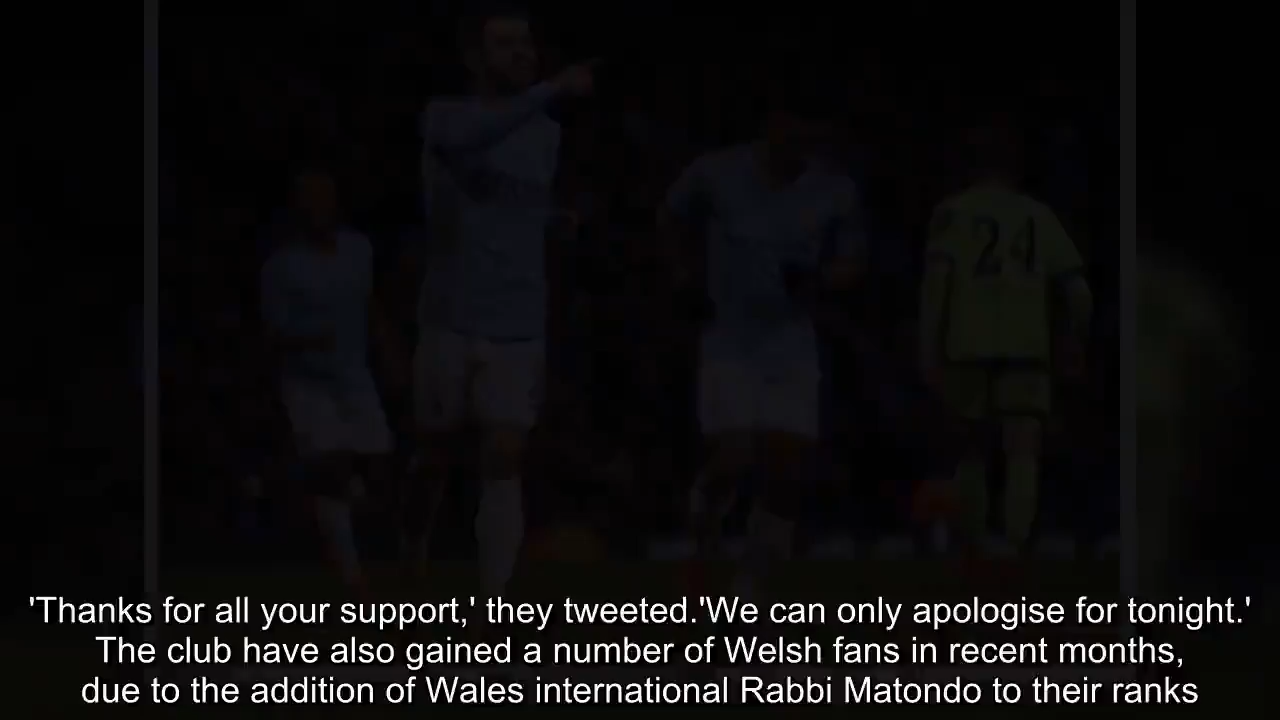 24
'Thanks for all your support,' they tweeted.'We can only apologise for tonight.'
The club have also gained a number of Welsh fans in recent months,
due to the addition of Wales international Rabbi Matondo to their ranks